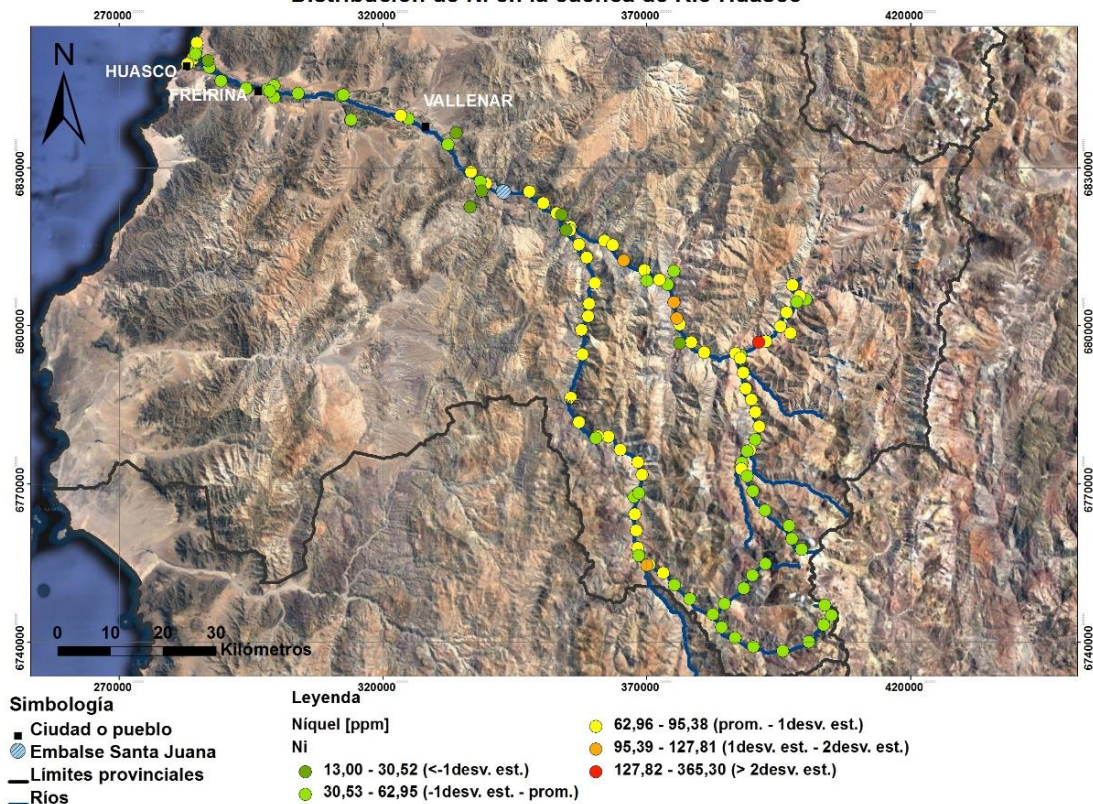 Distribución de Ni en la cuenca de Río Huasco
270000 320000 370000 420000
N
HUASCO
FREIRINA
VALLENAR
6830000 6830000
6800000 6800000
6770000 6770000
6740000 6740000
0 10 20 30 Kilómetros
270000 320000 370000 420000
Simbología
Ciudad o pueblo
Embalse Santa Juana
Límites provinciales
Ríos
Leyenda
Níquel [ppm]
Ni
13,00 - 30,52 (<-1desv. est.)
30,53 - 62,95 (-1desv. est - prom.)
62,96 - 95,38 (prom. - 1desv. est.)
95,39 - 127,81 (1desv. est. - 2desv. est.)
127,82 - 365,30 (> 2desv. est.)